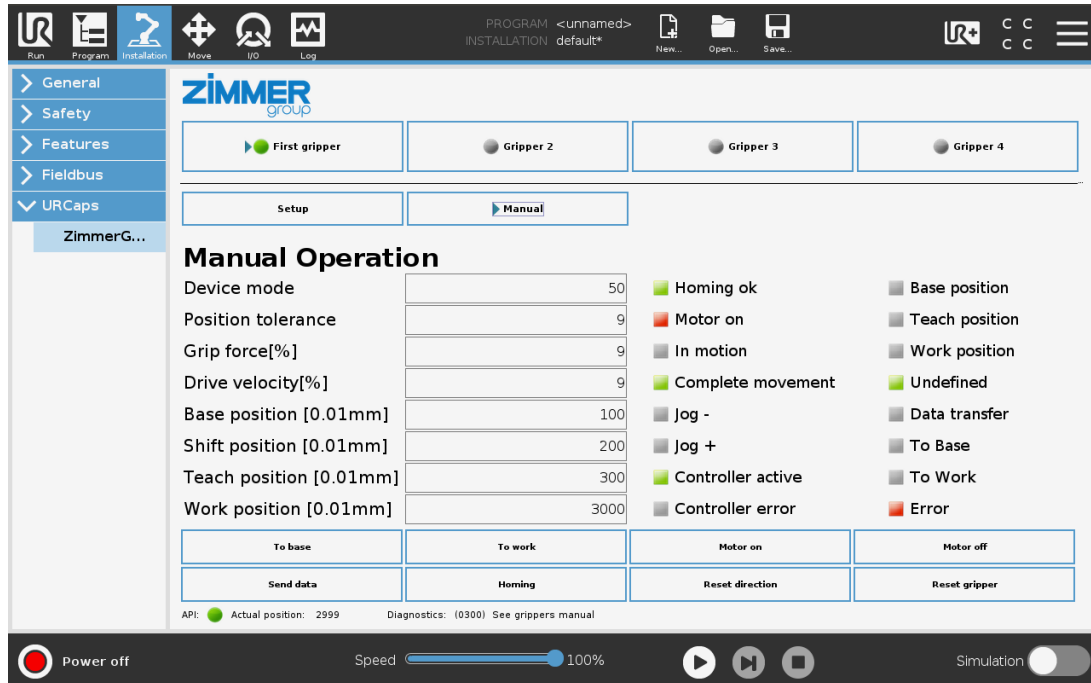 PROGRAM <unnamed>
INSTALLATION default*
Run Program Installation Move I/O Log New... Open... Save... UR+ C C
C C
General
Safety
Features
Fieldbus
URCaps
ZimmerG...
ZIMMER
group
First gripper Gripper 2 Gripper 3 Gripper 4
Setup Manual
Manual Operation
Device mode 50 Homing ok Base position
Position tolerance 9 Motor on Teach position
Grip force[%] 9 In motion Work position
Drive velocity[%] 9 Complete movement Undefined
Base position [0.01mm] 100 Jog - Data transfer
Shift position [0.01mm] 200 Jog + To Base
Teach position [0.01mm] 300 Controller active To Work
Work position [0.01mm] 3000 Controller error Error
To base To work Motor on Motor off
Send data Homing Reset direction Reset gripper
API: Actual position: 2999 Diagnostics: (0300) See grippers manual
Power off Speed 100% Simulation